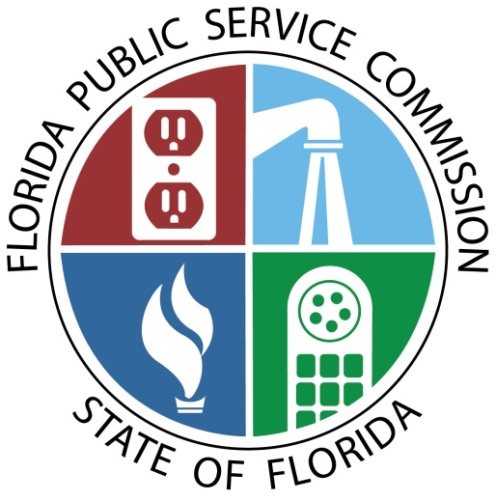 FLORIDA PUBLIC SERVICE COMMISSION
STATE OF FLORIDA